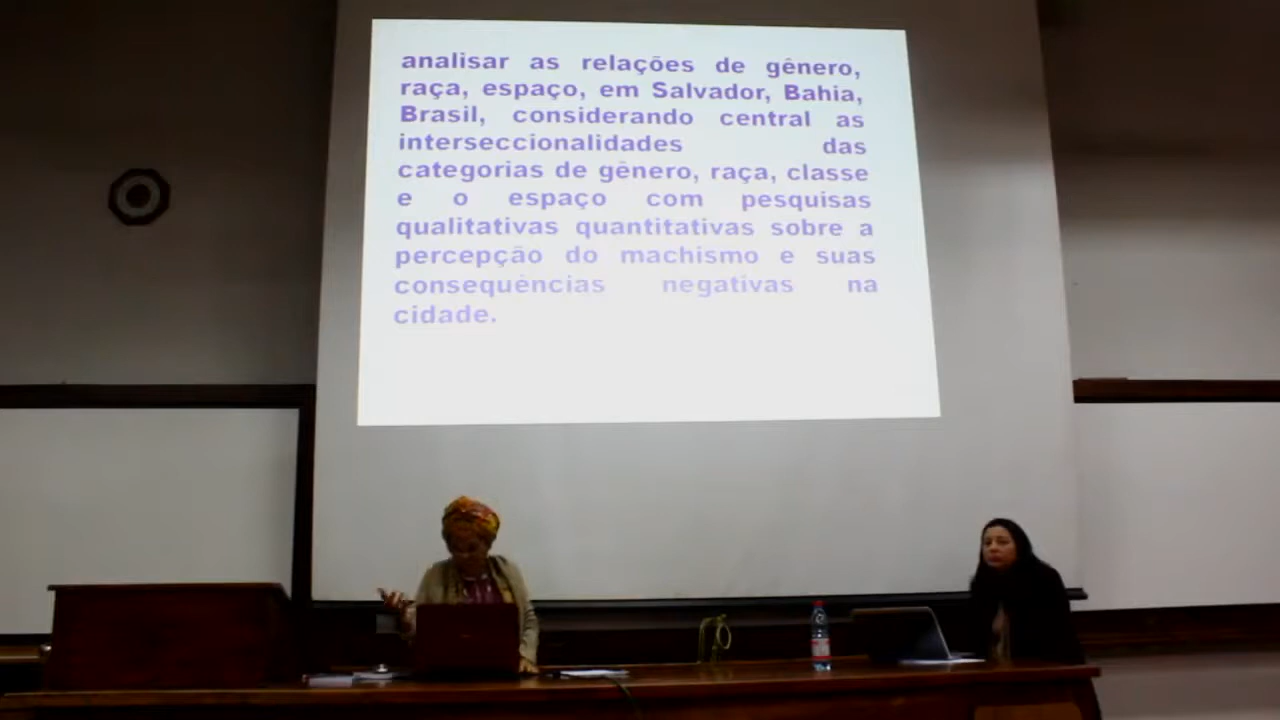 analisar as relações de gênero,
raça, espaço, em Salvador, Bahia,
Brasil, considerando central as
interseccionalidades das
categorias de gênero, raça, classe
e o espaço com pesquisas
qualitativas quantitativas sobre a
percepção do machismo e suas
consequências negativas na
cidade.